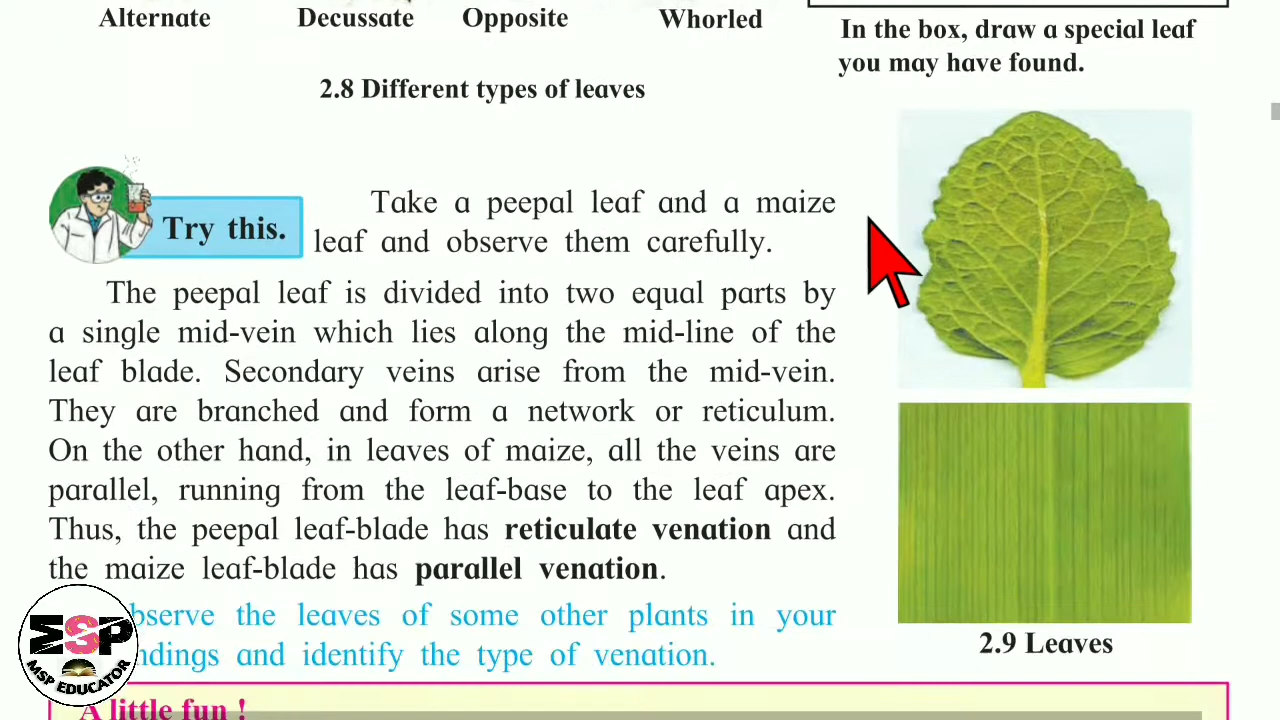 Alternate Decussate Opposite Whorled
2.8 Different types of leaves
In the box, draw a special leaf
you may have found.
Try this.
Take a peepal leaf and a maize
leaf and observe them carefully.
The peepal leaf is divided into two equal parts by
a single mid-vein which lies along the mid-line of the
leaf blade. Secondary veins arise from the mid-vein.
They are branched and form a network or reticulum.
On the other hand, in leaves of maize, all the veins are
parallel, running from the leaf-base to the leaf apex.
Thus, the peepal leaf-blade has reticulate venation and
the maize leaf-blade has parallel venation.
bserve the leaves of some other plants in your
ndings and identify the type of venation.
2.9 Leaves
MSP
MSP EDUCATOR
A little fun !